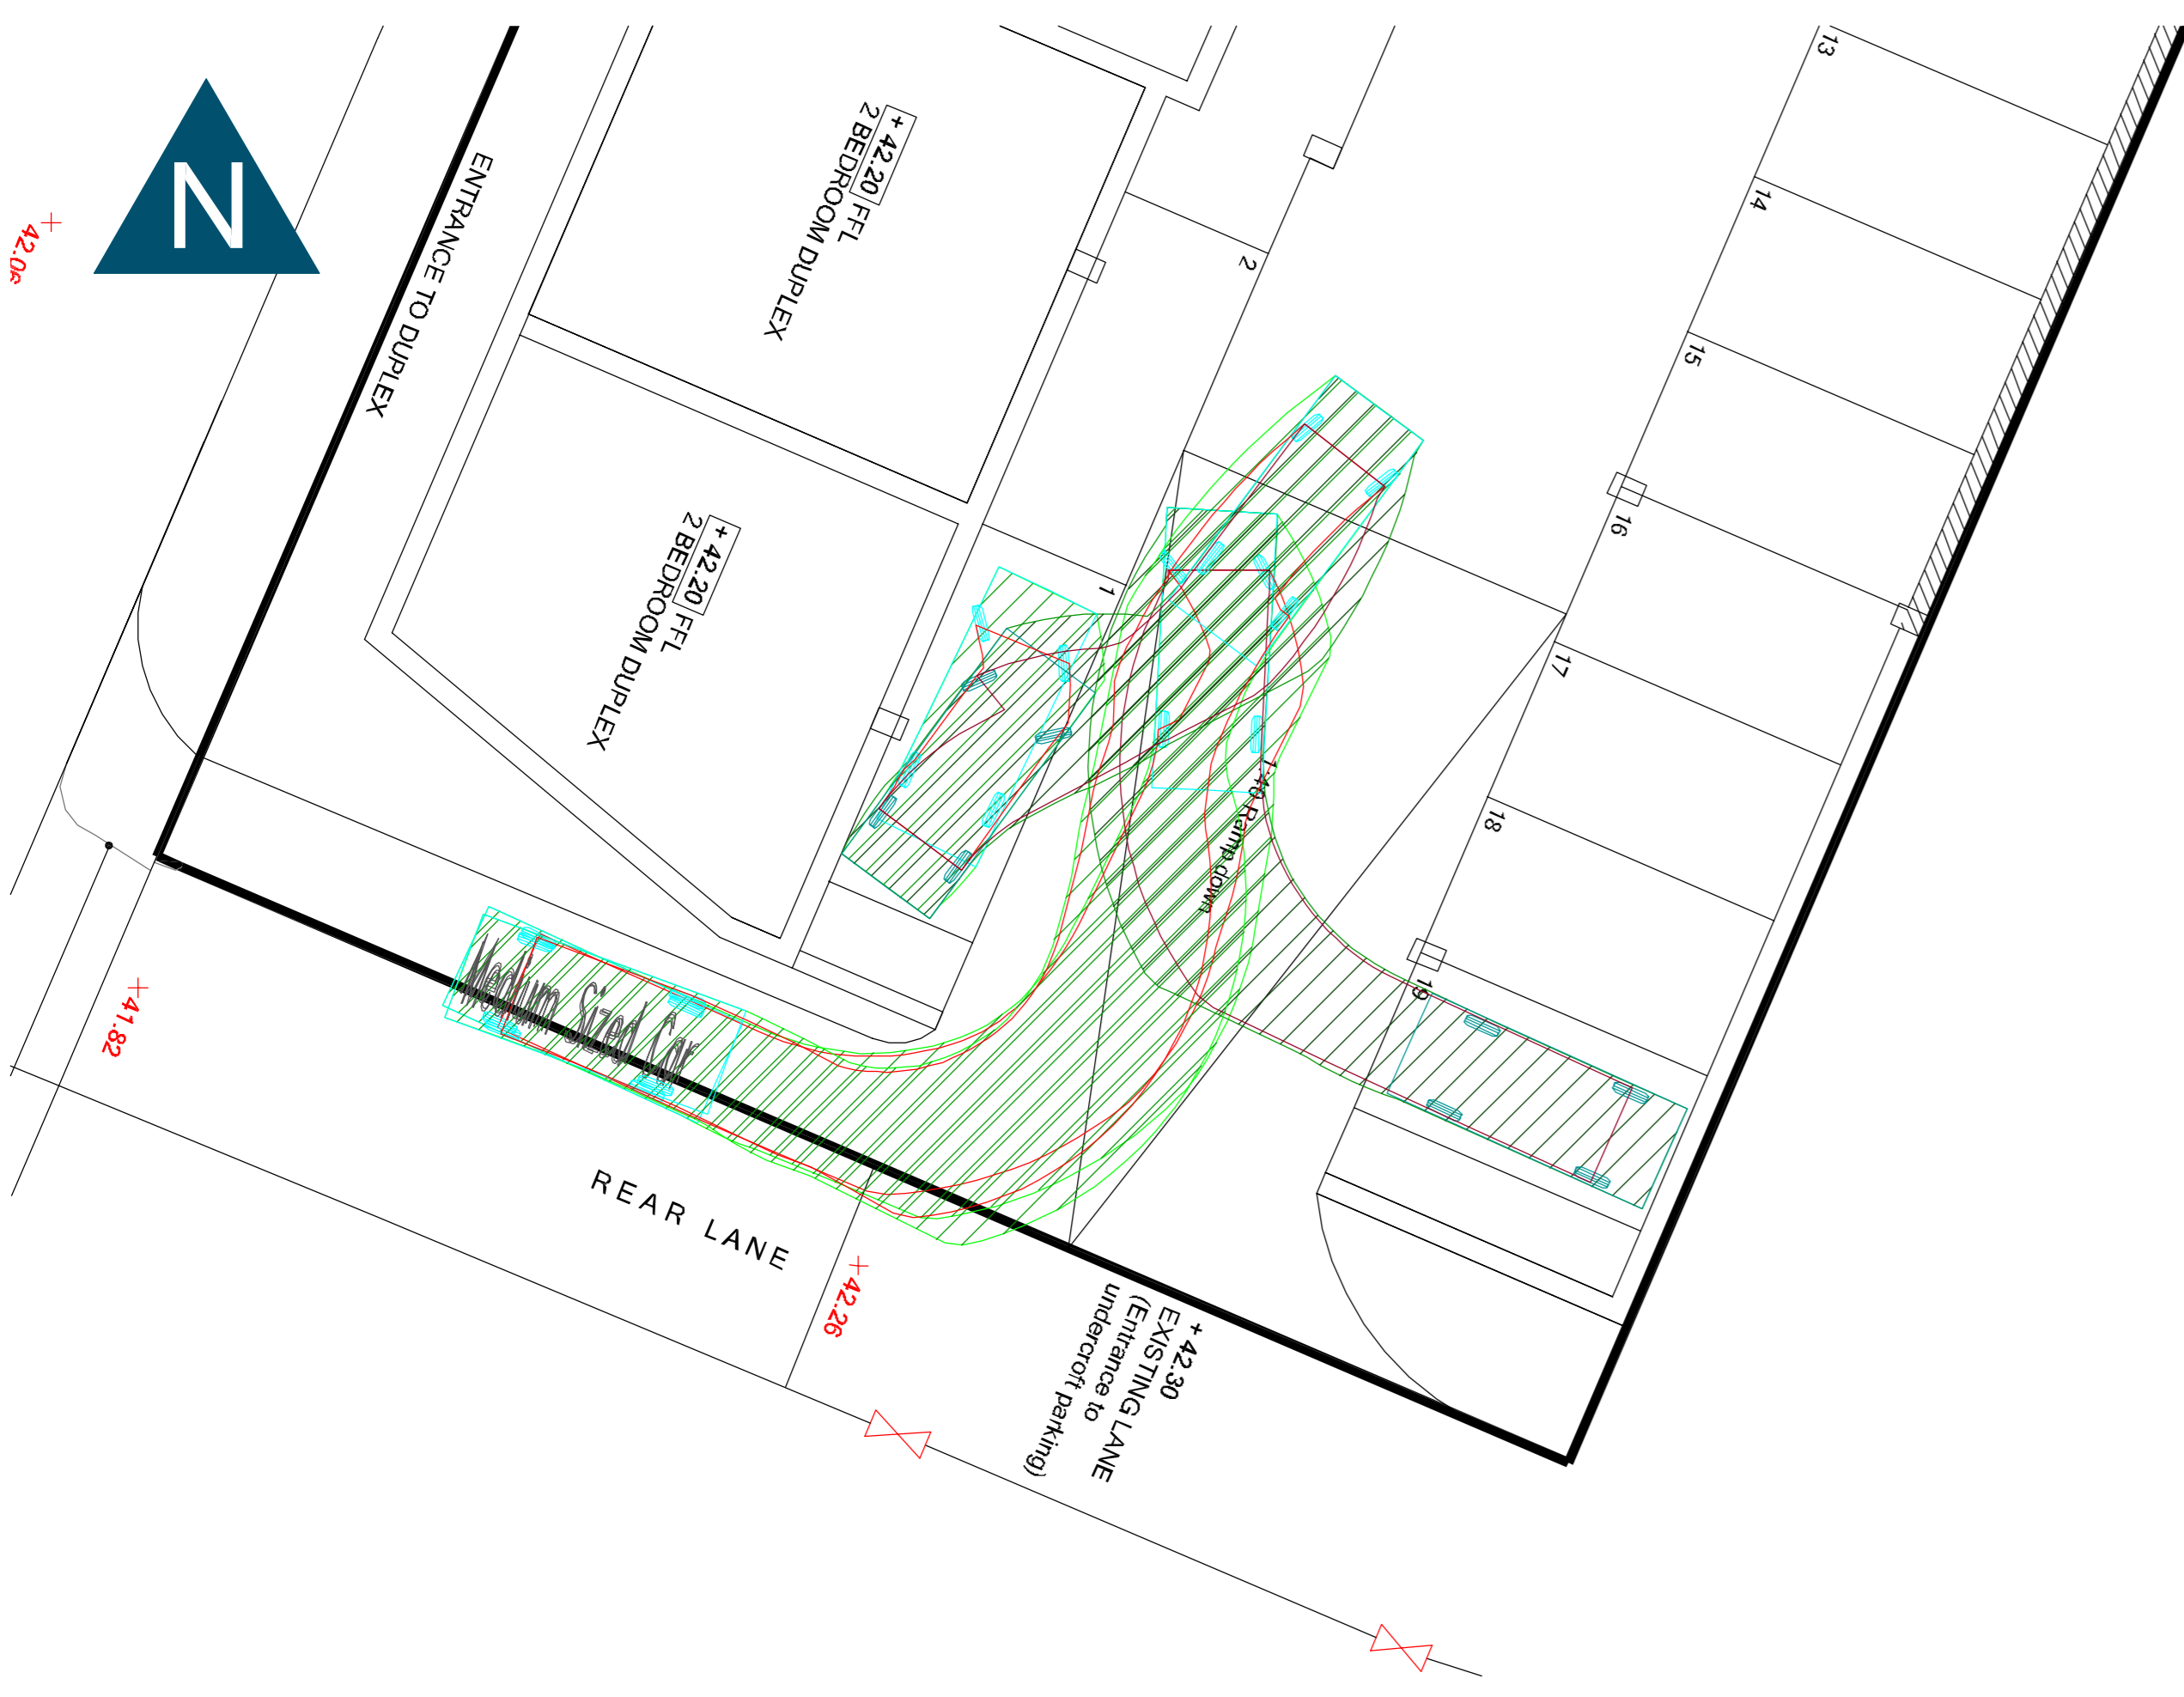 N
+ 42.06
ENTRANCE TO DUPLEX
+ 42.20 FFL
2 BEDROOM DUPLEX
+ 42.20 FFL
2 BEDROOM DUPLEX
13
14
15
16
17
18
19
2
1
1:40 Ramp down
Medium Sized Car
+41.82
REAR LANE
+42.26
+ 42.30
EXISTING LANE
(Entrance to
undercroft parking)